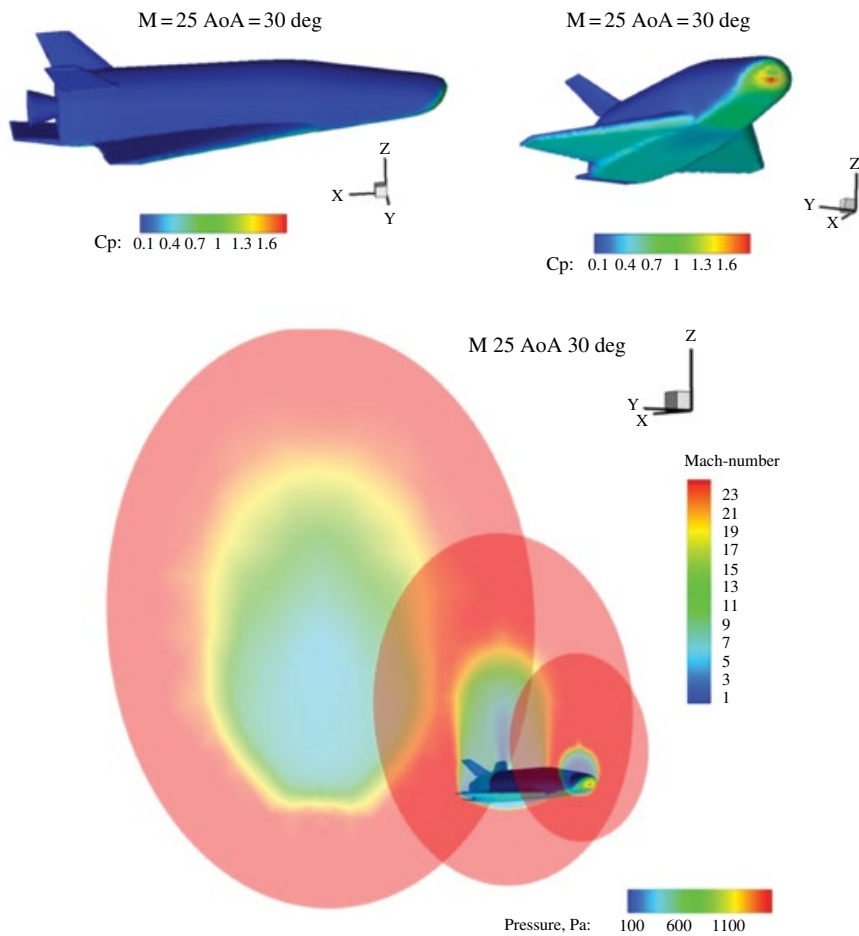 M = 25 AoA = 30 deg
M = 25 AoA = 30 deg
Z
X
Y
Cp: 0.1 0.4 0.7 1 1.3 1.6
Z
Y
X
Cp: 0.1 0.4 0.7 1 1.3 1.6
M 25 AoA 30 deg
Z
Y
X
Mach-number
23
21
19
17
15
13
11
9
7
5
3
1
Pressure, Pa: 100 600 1100